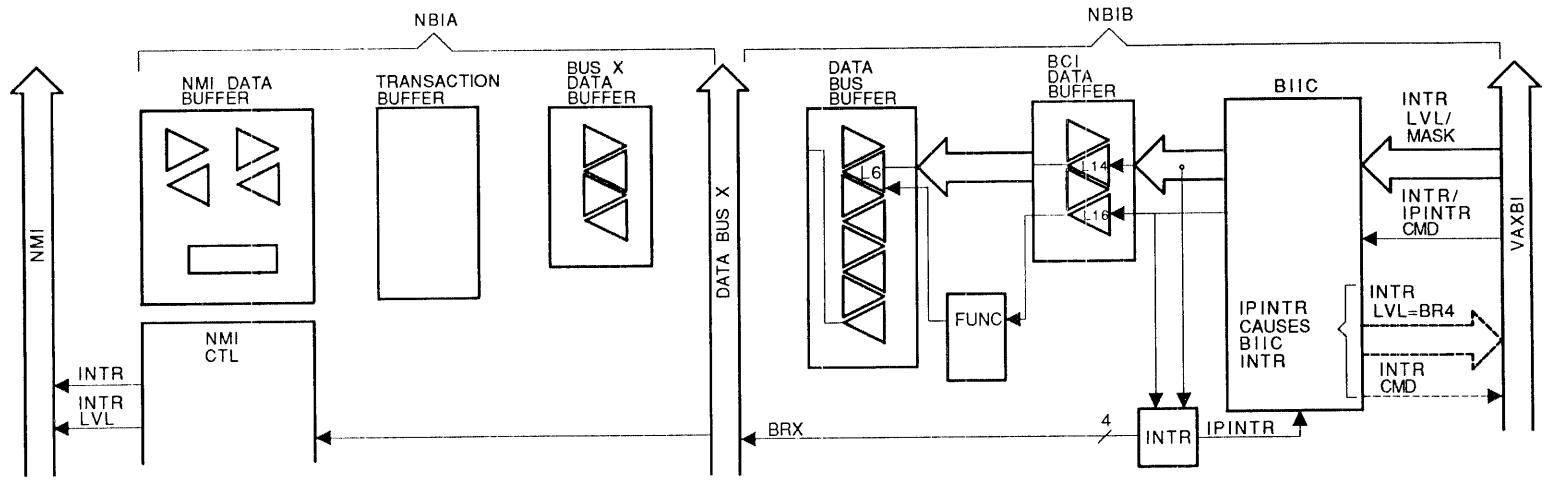 NBIA
NBIB
NMI DATA
BUFFER
TRANSACTION
BUFFER
BUS X
DATA
BUFFER
DATA
BUS
BUFFER
BCI
DATA
BUFFER
BIIC
INTR
LVL/
MASK
L6
L14
L16
INTR/
IPINTR
CMD
NMI
DATA BUS X
VAXBI
FUNC
IPINTR
CAUSES
BIIC
INTR
INTR
LVL=BR4
INTR
CMD
NMI
CTL
INTR
INTR
LVL
BRX
4
INTR
IPINTR